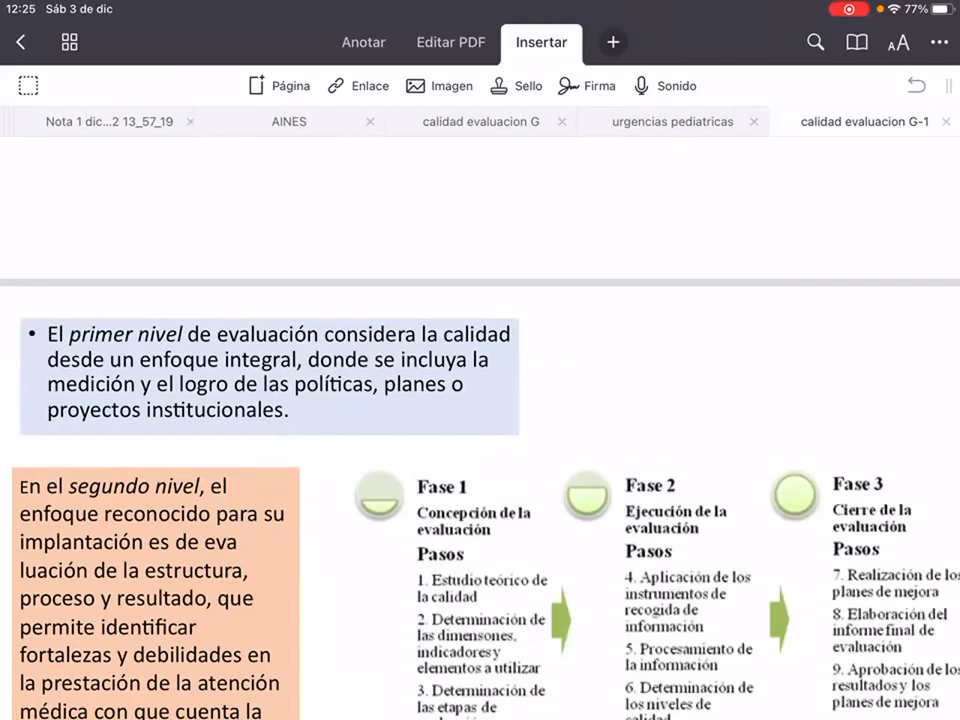 12:25 Sáb 3 de dic
77%
Anotar
Editar PDF
Insertar
+
AA
Página
Enlace
Imagen
Sello
Firma
Sonido
Nota 1 dic...2 13_57_19
AINES
calidad evaluacion G
urgencias pediatricas
calidad evaluacion G-1
• El primer nivel de evaluación considera la calidad
desde un enfoque integral, donde se incluya la
medición y el logro de las políticas, planes o
proyectos institucionales.
En el segundo nivel, el
enfoque reconocido para su
implantación es de eva
luación de la estructura,
proceso y resultado, que
permite identificar
fortalezas y debilidades en
la prestación de la atención
médica con que cuenta la
Fase 1
Concepción de la
evaluación
Pasos
1. Estudio teórico de
la calidad
2. Determinación de
las dimensones,
indicadores y
elementos a utilizar
3. Determinación de
las etapas de
Fase 2
Ejecución de la
evaluación
Pasos
4. Aplicación de los
instrumentos de
recogida de
información
5. Procesamiento de
la información
6. Determinación de
los niveles de
calidad
Fase 3
Cierre de la
evaluación
Pasos
7. Realización de los
planes de mejora
8. Elaboración del
informe final de
evaluación
9. Aprobación de los
resultados y los
planes de mejora